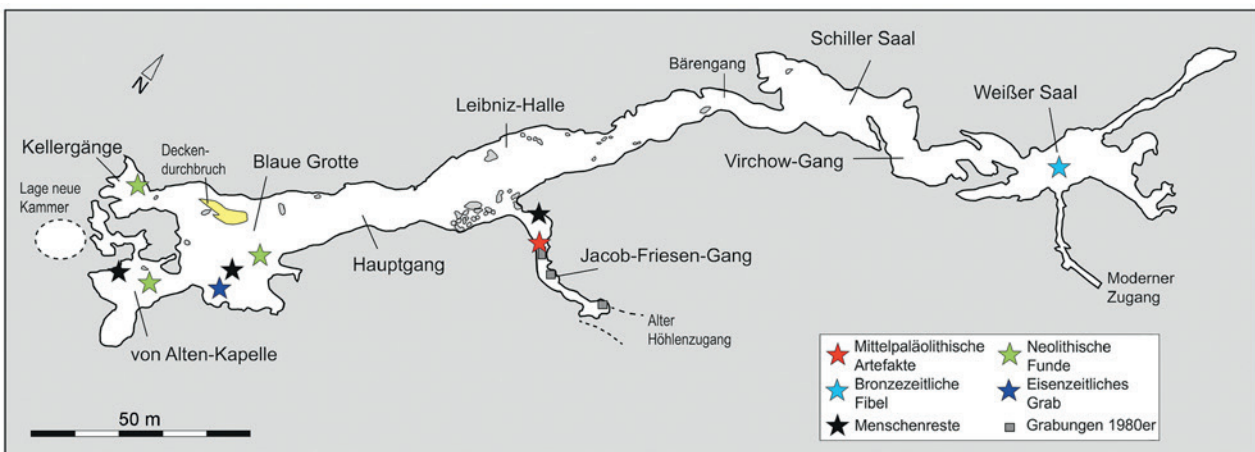 Schiller Saal
Bärengang
Weißer Saal
Leibniz-Halle
N
Kellergänge
Decken-
durchbruch
Blaue Grotte
Lage neue
Kammer
Virchow-Gang
Hauptgang
Jacob-Friesen-Gang
Moderner
Zugang
Alter
Höhlenzugang
von Alten-Kapelle
50 m
Mittelpaläolithische
Artefakte
Bronzezeitliche
Fibel
Menschenreste
Neolithische
Funde
Eisenzeitliches
Grab
Grabungen 1980er